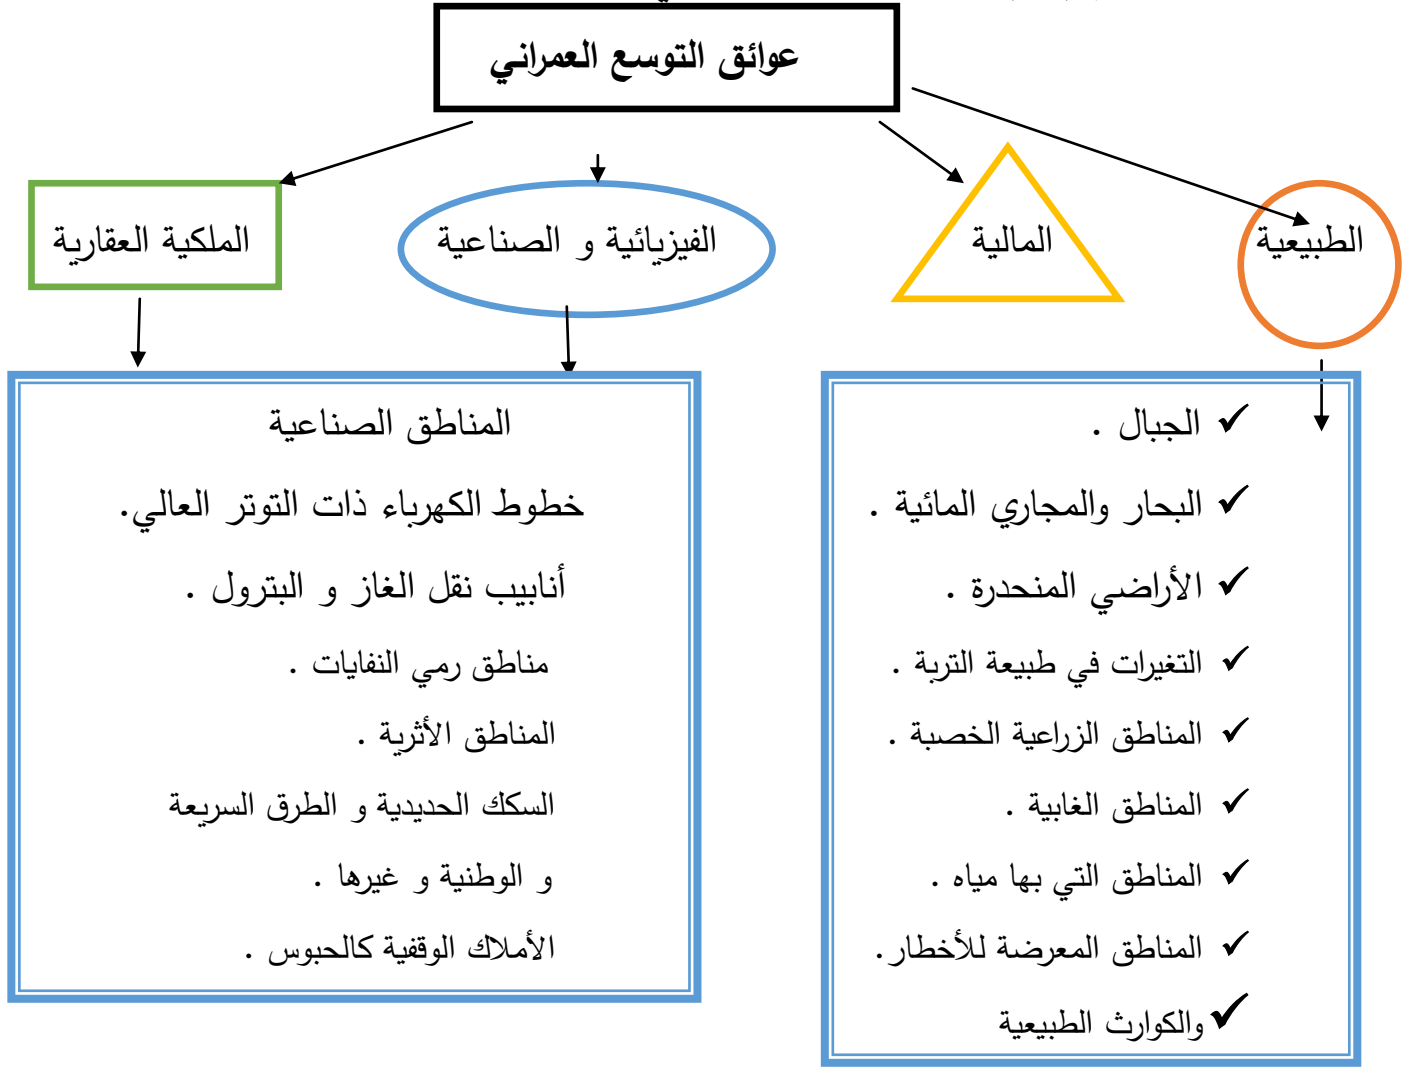 عوائق التوسع العمراني
الطبيعية
المالية
الفيزيائية و الصناعية
الملكية العقارية
✓ الجبال .
✓ البحار والمجاري المائية .
✓ الأراضي المنحدرة .
✓ التغيرات في طبيعة التربة .
✓ المناطق الزراعية الخصبة .
✓ المناطق الغابية .
✓ المناطق التي بها مياه .
✓ المناطق المعرضة للأخطار .
✓ والكوارث الطبيعية
المناطق الصناعية
خطوط الكهرباء ذات التوتر العالي.
أنابيب نقل الغاز و البترول .
مناطق رمي النفايات .
المناطق الأثرية .
السكك الحديدية و الطرق السريعة
و الوطنية و غيرها .
الأملاك الوقفية كالحبوس .